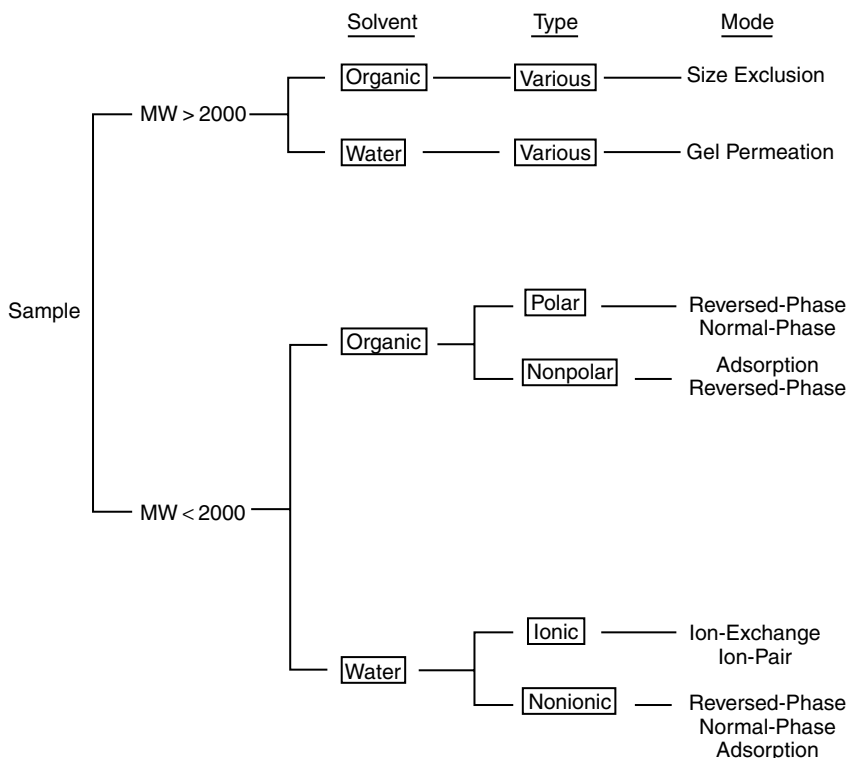 Solvent Type Mode
Organic Various Size Exclusion
MW > 2000
Water Various Gel Permeation
Sample
Polar Reversed-Phase
Normal-Phase
Organic
Nonpolar Adsorption
Reversed-Phase
MW < 2000
Ionic Ion-Exchange
Ion-Pair
Water
Nonionic Reversed-Phase
Normal-Phase
Adsorption